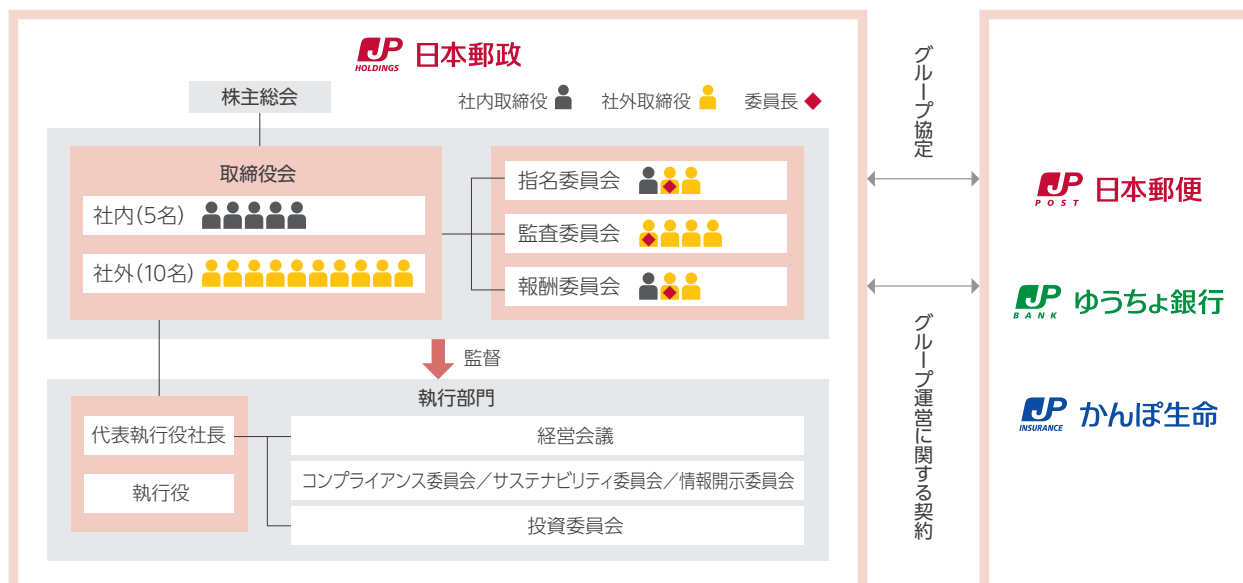 JP
HOLDINGS
日本郵政
株主総会
社内取締役
社外取締役
委員長
取締役会
社内(5名)
社外(10名)
指名委員会
監査委員会
報酬委員会
監督
執行部門
代表執行役社長
執行役
経営会議
コンプライアンス委員会／サステナビリティ委員会／情報開示委員会
投資委員会
グループ協定
グループ運営に関する契約
JP
POST
日本郵便
JP
BANK
ゆうちょ銀行
JP
INSURANCE
かんぽ生命